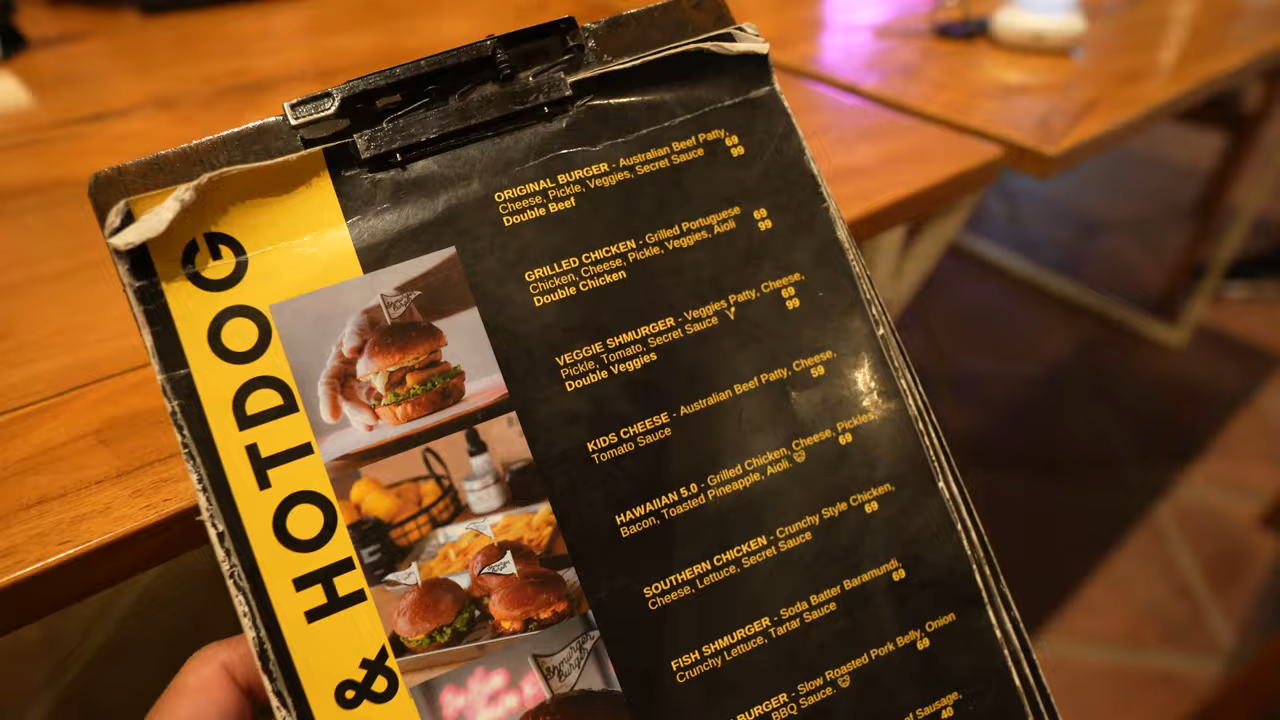 & HOTDOG
ORIGINAL BURGER - Australian Beef Patty, 69
Cheese, Pickle, Veggies, Secret Sauce 99
Double Beef
GRILLED CHICKEN - Grilled Portuguese 69
Chicken, Cheese, Pickle, Veggies, Aioli 99
Double Chicken
VEGGIE SHMURGER - Veggies Patty, Cheese, 69
Pickle, Tomato, Secret Sauce 99
Double Veggies
KIDS CHEESE - Australian Beef Patty, Cheese, 59
Tomato Sauce
HAWAIIAN 5.0 - Grilled Chicken, Cheese, Pickles, 69
Bacon, Toasted Pineapple, Aioli.
SOUTHERN CHICKEN - Crunchy Style Chicken, 69
Cheese, Lettuce, Secret Sauce
FISH SHMURGER - Soda Batter Baramundi, 69
Crunchy Lettuce, Tartar Sauce
BURGER - Slow Roasted Pork Belly, Onion 69
BBQ Sauce.
Sausage, 40
Shmurger
Burger